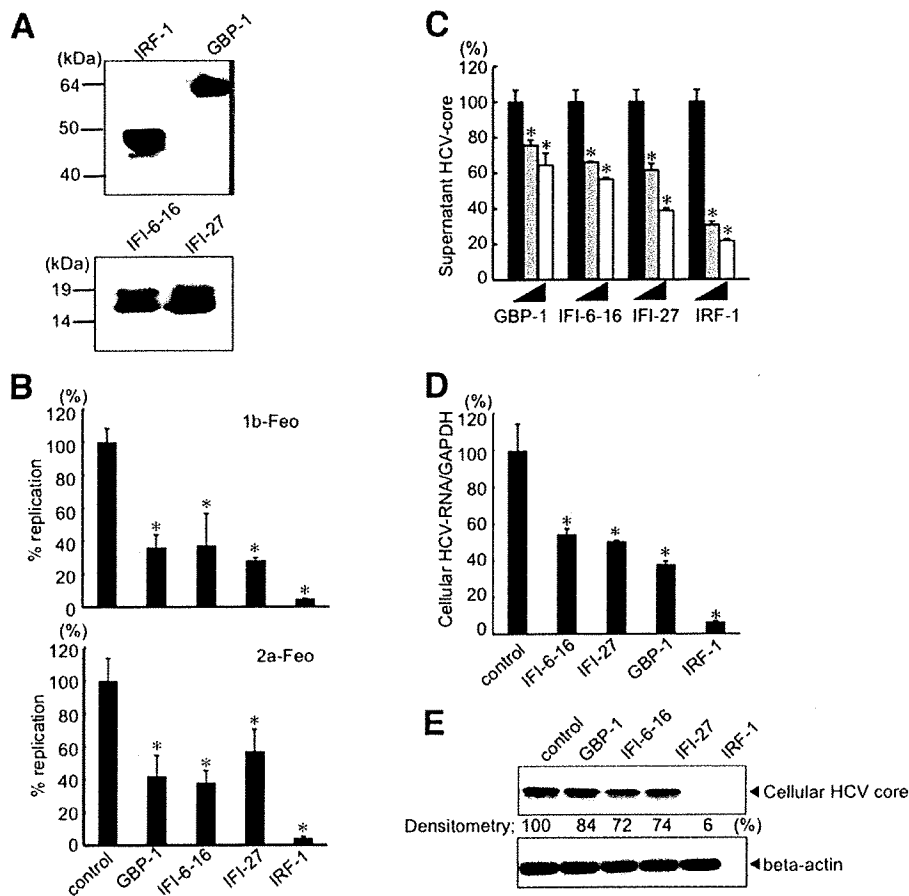 A
IRF-1
GBP-1
(kDa)
64
50
40
IFI-6-16
IFI-27
(kDa)
19
14
B
(%)
120
100
80
60
40
20
0
% replication
1b-Feo
*
*
*
*
(%)
120
100
80
60
40
20
0
% replication
2a-Feo
*
*
*
*
control
GBP-1
IFI-6-16
IFI-27
IRF-1
C
(%)
120
100
80
60
40
20
0
Supernatant HCV-core
* *
* *
* *
* *
GBP-1 IFI-6-16 IFI-27 IRF-1
D
(%)
120
100
80
60
40
20
0
Cellular HCV-RNA/GAPDH
*
*
*
*
control
IFI-6-16
IFI-27
GBP-1
IRF-1
E
control
GBP-1
IFI-6-16
IFI-27
IRF-1
Cellular HCV core
Densitometry; 100 84 72 74 6 (%)
beta-actin